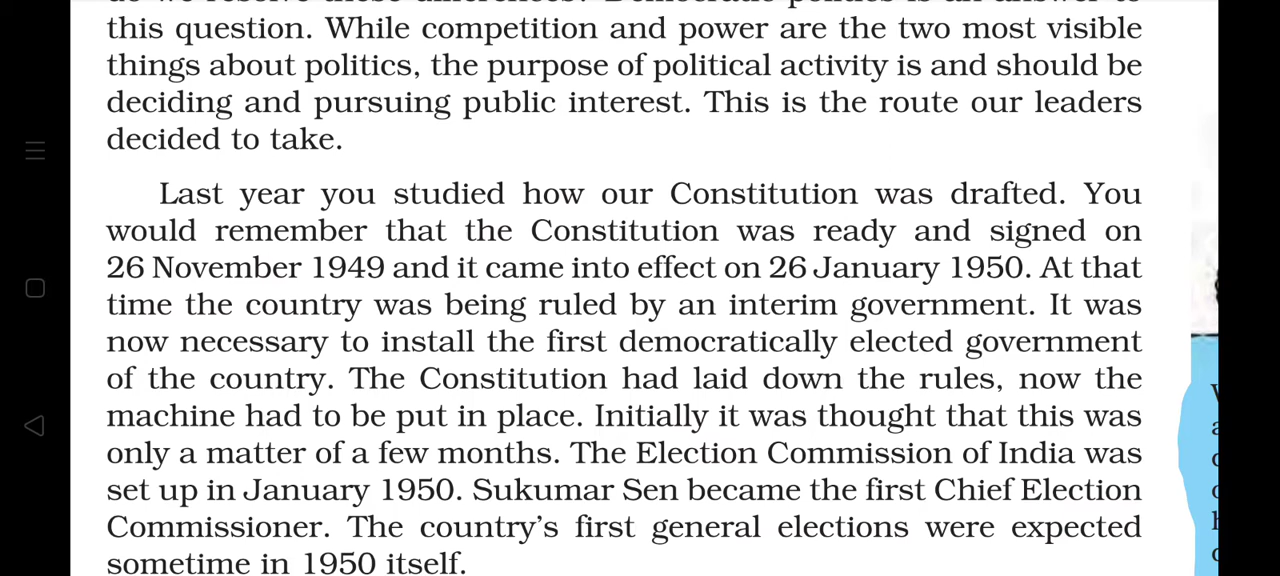 this question. While competition and power are the two most visible
things about politics, the purpose of political activity is and should be
deciding and pursuing public interest. This is the route our leaders
decided to take.
Last year you studied how our Constitution was drafted. You
would remember that the Constitution was ready and signed on
26 November 1949 and it came into effect on 26 January 1950. At that
time the country was being ruled by an interim government. It was
now necessary to install the first democratically elected government
of the country. The Constitution had laid down the rules, now the
machine had to be put in place. Initially it was thought that this was
only a matter of a few months. The Election Commission of India was
set up in January 1950. Sukumar Sen became the first Chief Election
Commissioner. The country's first general elections were expected
sometime in 1950 itself.